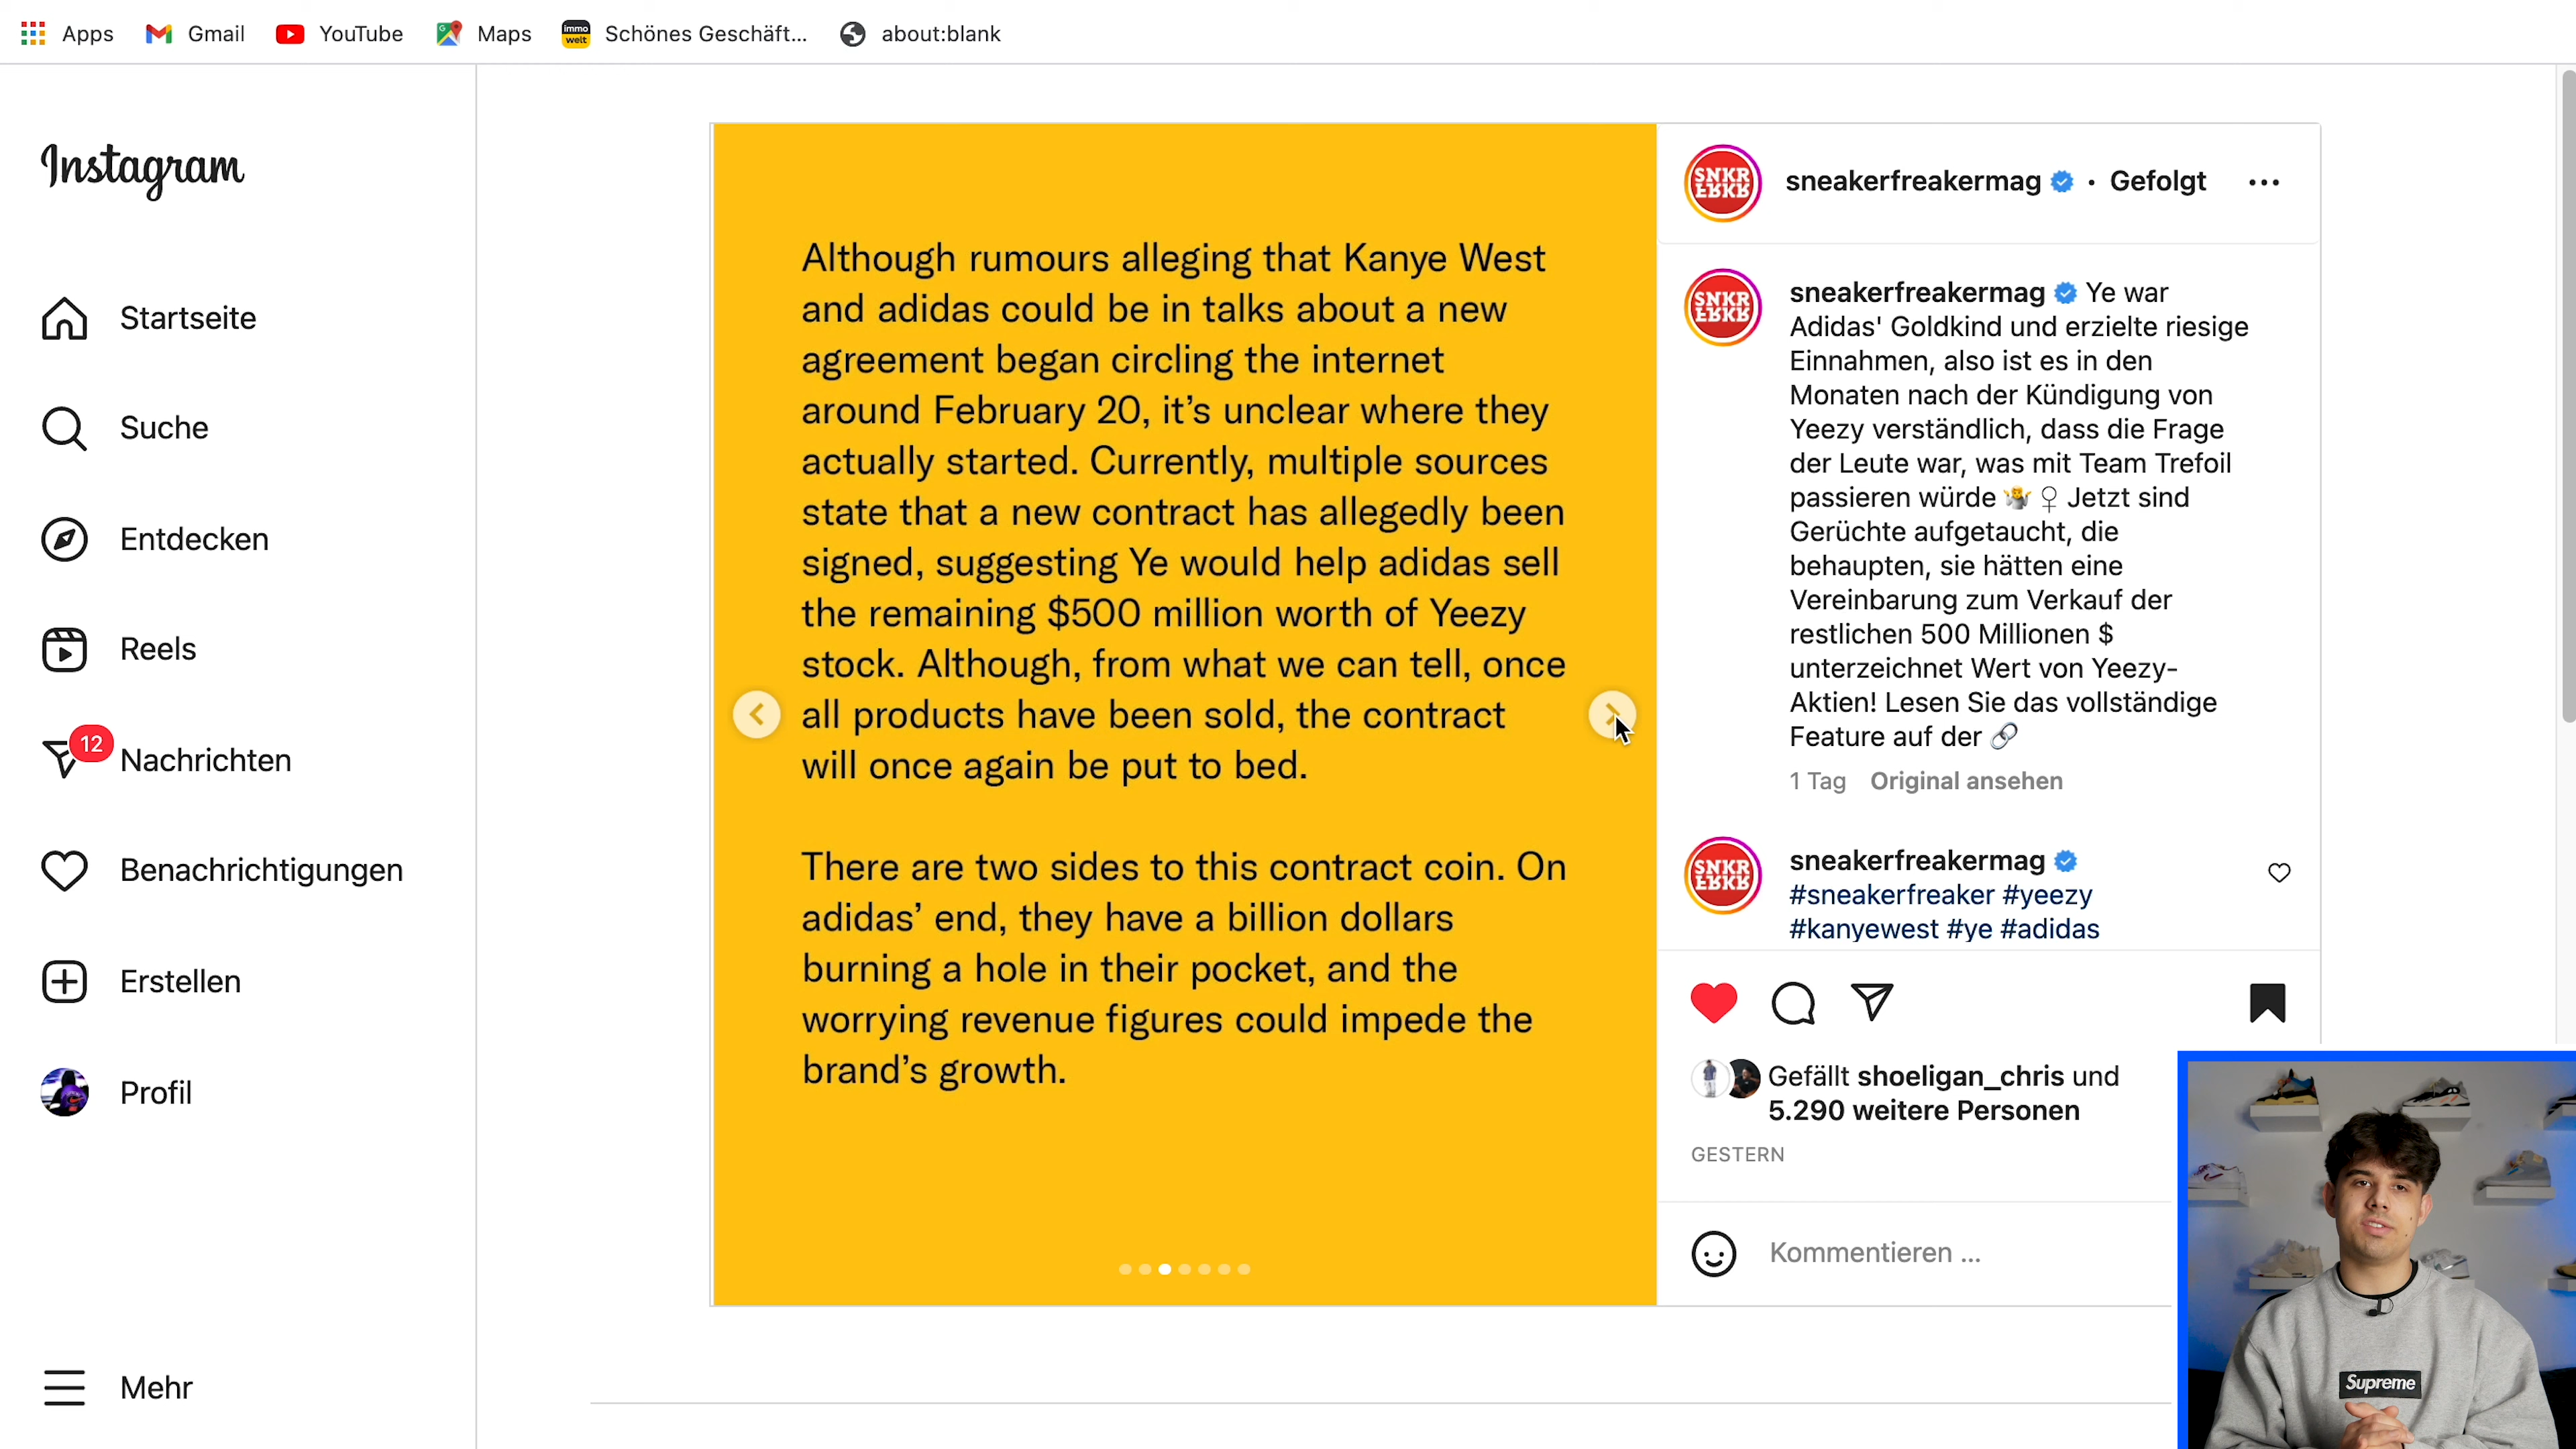 Apps
Gmail
YouTube
Maps
immo
welt
Schönes Geschäft...
about:blank
Instagram
Startseite
Suche
Entdecken
Reels
12
Nachrichten
Benachrichtigungen
Erstellen
Profil
Mehr
Although rumours alleging that Kanye West
and adidas could be in talks about a new
agreement began circling the internet
around February 20, it’s unclear where they
actually started. Currently, multiple sources
state that a new contract has allegedly been
signed, suggesting Ye would help adidas sell
the remaining $500 million worth of Yeezy
stock. Although, from what we can tell, once
all products have been sold, the contract
will once again be put to bed.
There are two sides to this contract coin. On
adidas’ end, they have a billion dollars
burning a hole in their pocket, and the
worrying revenue figures could impede the
brand’s growth.
SNKR
FRKR
sneakerfreakermag • Gefolgt
SNKR
FRKR
sneakerfreakermag Ye war
Adidas' Goldkind und erzielte riesige
Einnahmen, also ist es in den
Monaten nach der Kündigung von
Yeezy verständlich, dass die Frage
der Leute war, was mit Team Trefoil
passieren würde 🤷‍♀ Jetzt sind
Gerüchte aufgetaucht, die
behaupten, sie hätten eine
Vereinbarung zum Verkauf der
restlichen 500 Millionen $
unterzeichnet Wert von Yeezy-
Aktien! Lesen Sie das vollständige
Feature auf der 🔗
1 Tag Original ansehen
SNKR
FRKR
sneakerfreakermag
#sneakerfreaker #yeezy
#kanyewest #ye #adidas
Gefällt shoeligan_chris und
5.290 weitere Personen
GESTERN
Kommentieren ...
Supreme